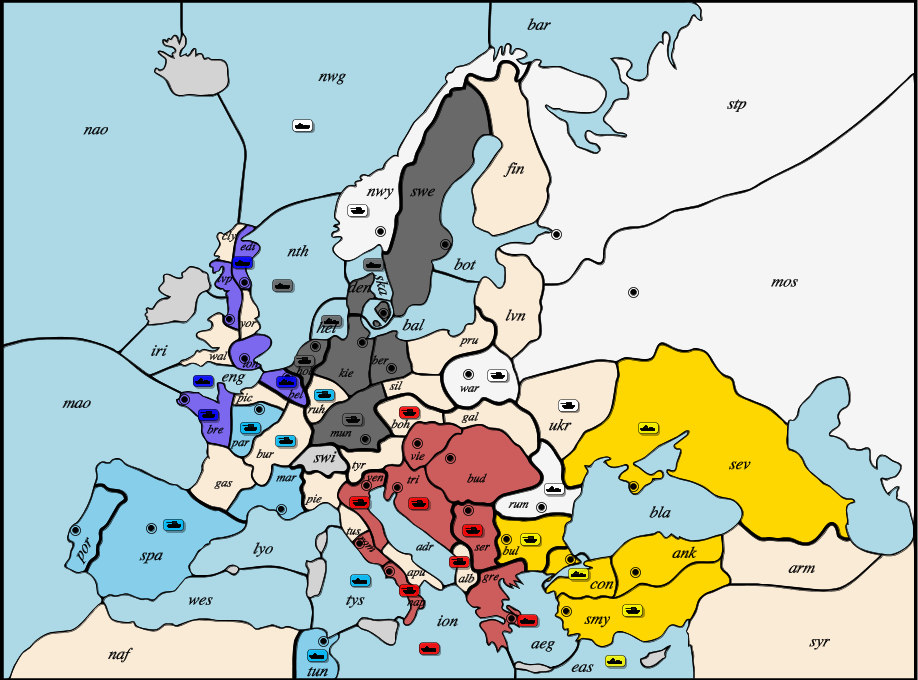 bar
nwg
stp
nao
fin
nwy
swe
cly
edi
nth
bot
lvp
mos
ska
den
lvn
hel
bal
yor
iri
pru
wal
lon
hol
kie
ber
war
eng
sil
bel
mao
pic
ruh
gal
boh
ukr
bre
par
mun
bur
vie
swi
tyr
sev
gas
mar
ven
tri
bud
pie
rum
bla
tus
por
spa
lyo
rom
adr
ser
bul
ank
arm
apu
alb
gre
con
wes
tys
nap
smy
ion
aeg
syr
naf
tun
eas